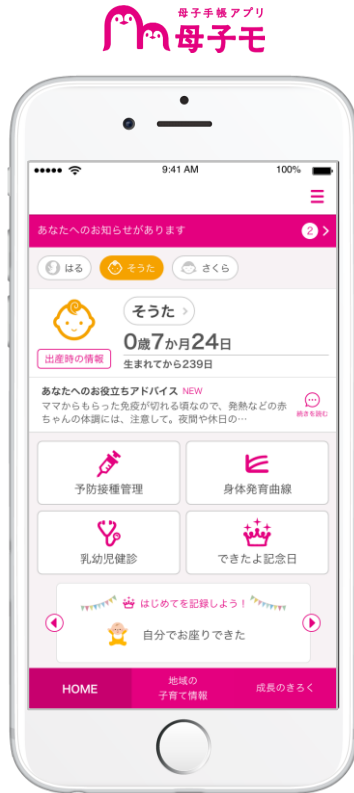 母子手帳アプリ
母子モ
9:41 AM
100%
あなたへのお知らせがあります
2
はる
そうた
さくら
そうた
0歳7か月24日
出産時の情報
生まれてから239日
あなたへのお役立ちアドバイス NEW
ママからもらった免疫が切れる頃なので、発熱などの赤
ちゃんの体調には、注意して。夜間や休日の…
続きを読む
予防接種管理
身体発育曲線
乳幼児健診
できたよ記念日
はじめてを記録しよう!
自分でお座りできた
HOME
地域の
子育て情報
成長のきろく